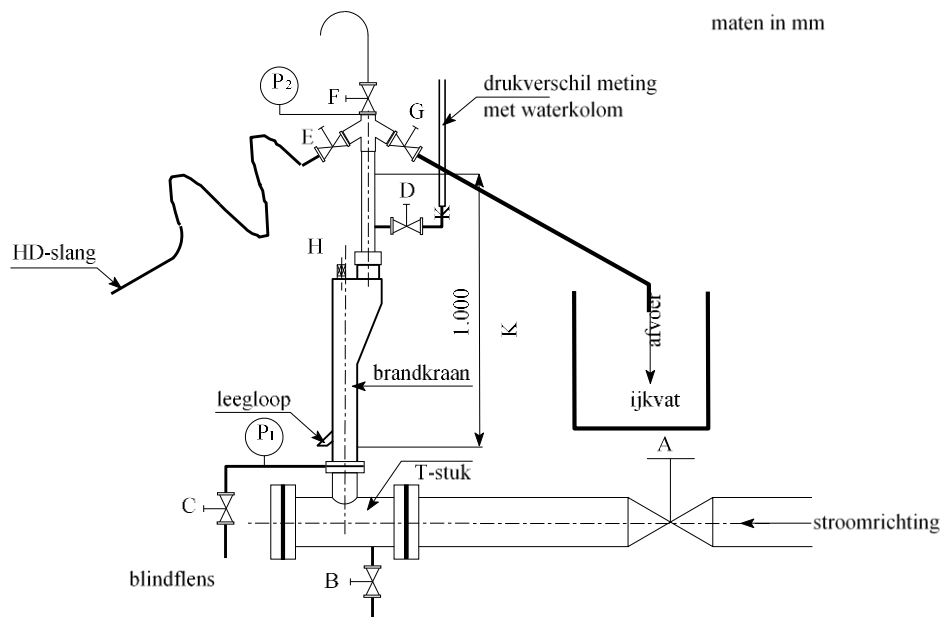 maten in mm
P2
F
G
drukverschil meting
met waterkolom
E
D
HD-slang
H
1.000
K
afvoer
brandkraan
ijkvat
leegloop
P1
A
T-stuk
C
stroomrichting
blindflens
B